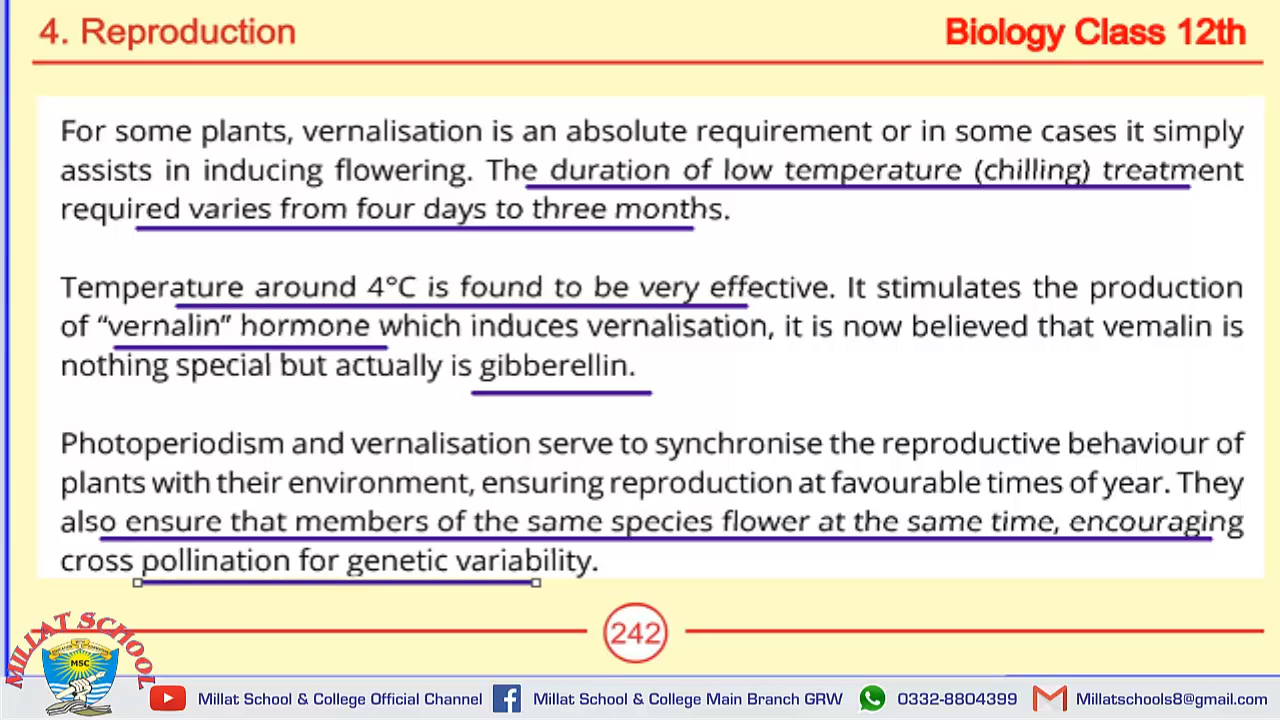 4. Reproduction
Biology Class 12th
For some plants, vernalisation is an absolute requirement or in some cases it simply
assists in inducing flowering. The duration of low temperature (chilling) treatment
required varies from four days to three months.
Temperature around 4°C is found to be very effective. It stimulates the production
of “vernalin” hormone which induces vernalisation, it is now believed that vemalin is
nothing special but actually is gibberellin.
Photoperiodism and vernalisation serve to synchronise the reproductive behaviour of
plants with their environment, ensuring reproduction at favourable times of year. They
also ensure that members of the same species flower at the same time, encouraging
cross pollination for genetic variability.
242
MILLAT SCHOOL
MSC
Millat School & College Official Channel
Millat School & College Main Branch GRW
0332-8804399
Millatschools8@gmail.com